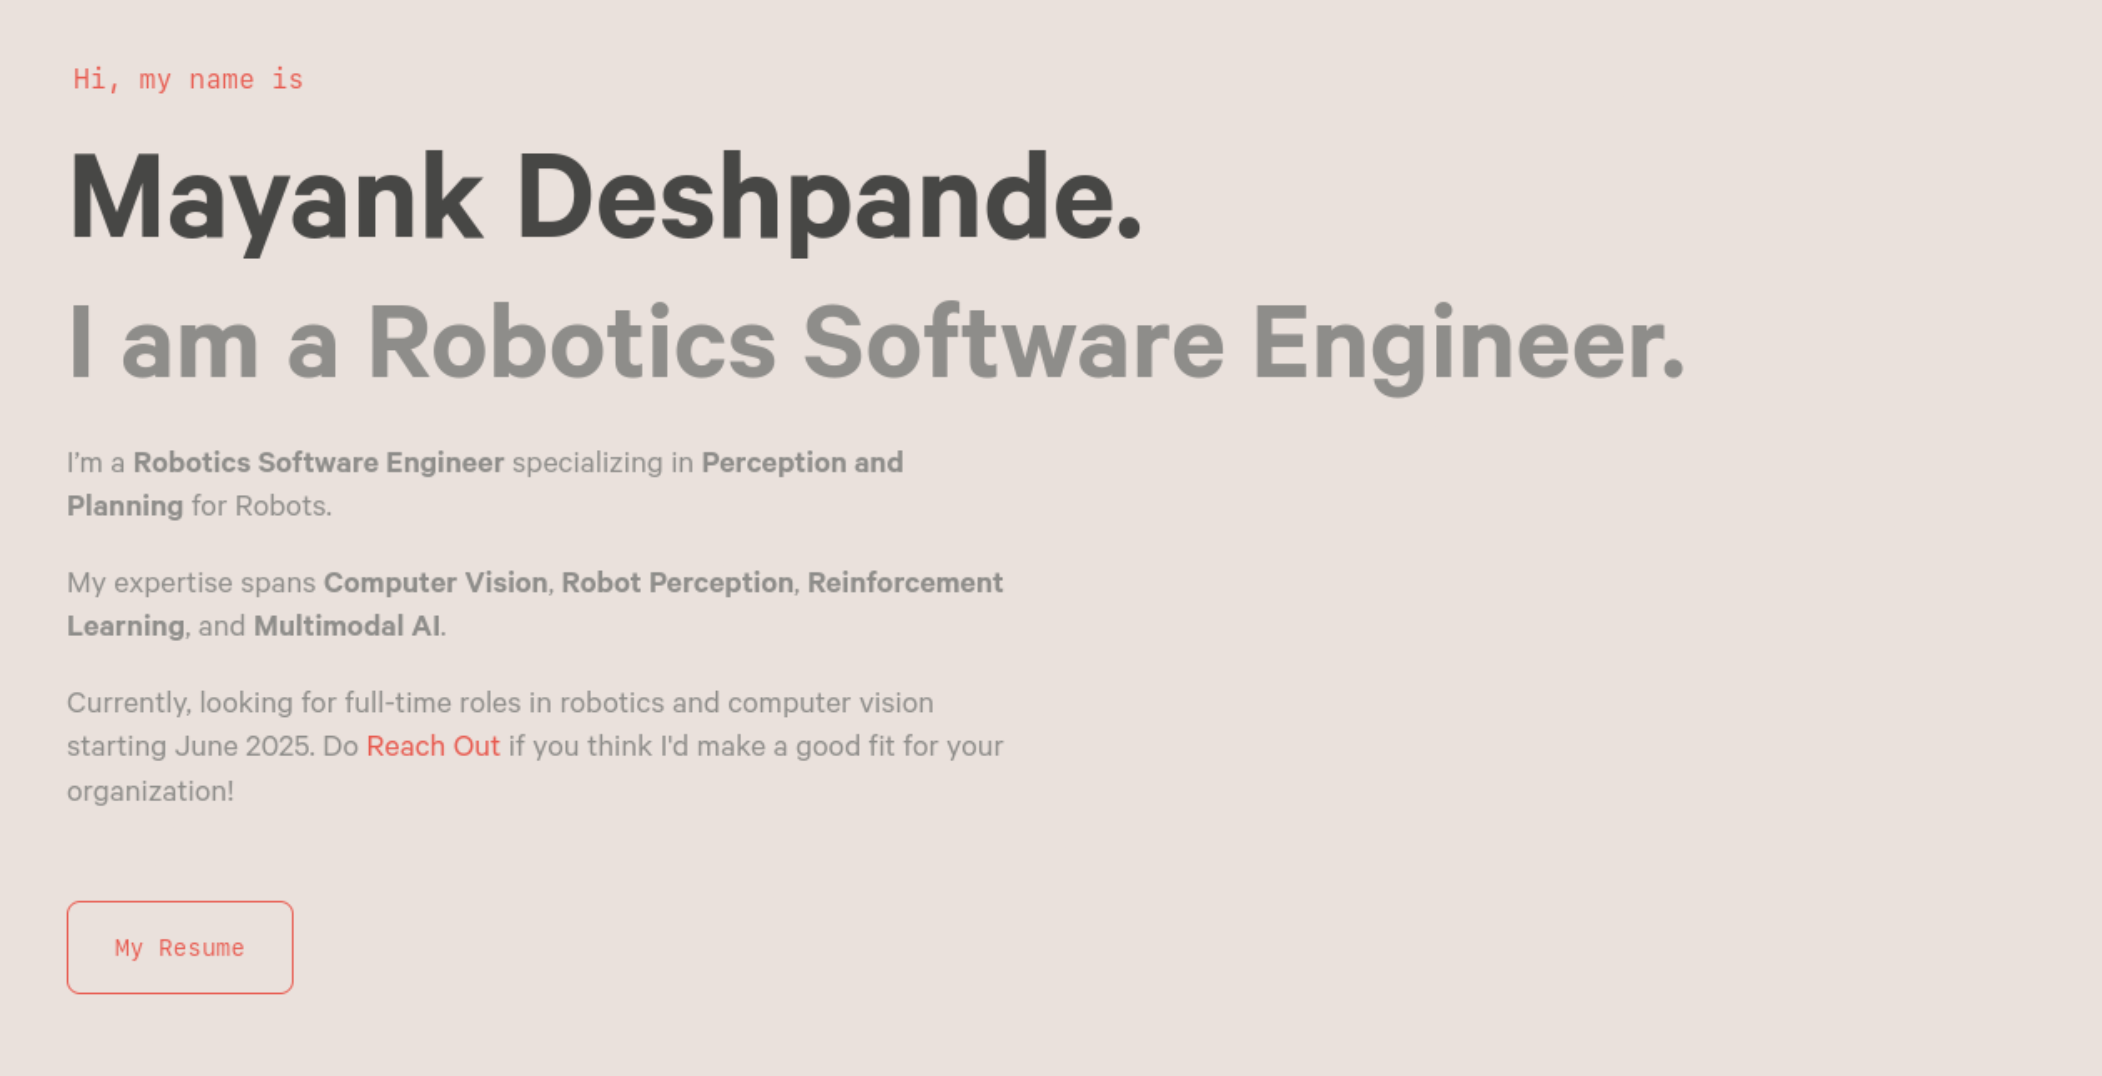 Hi, my name is
Mayank Deshpande.
I am a Robotics Software Engineer.
I’m a Robotics Software Engineer specializing in Perception and
Planning for Robots.
My expertise spans Computer Vision, Robot Perception, Reinforcement
Learning, and Multimodal AI.
Currently, looking for full-time roles in robotics and computer vision
starting June 2025. Do Reach Out if you think I'd make a good fit for your
organization!
My Resume